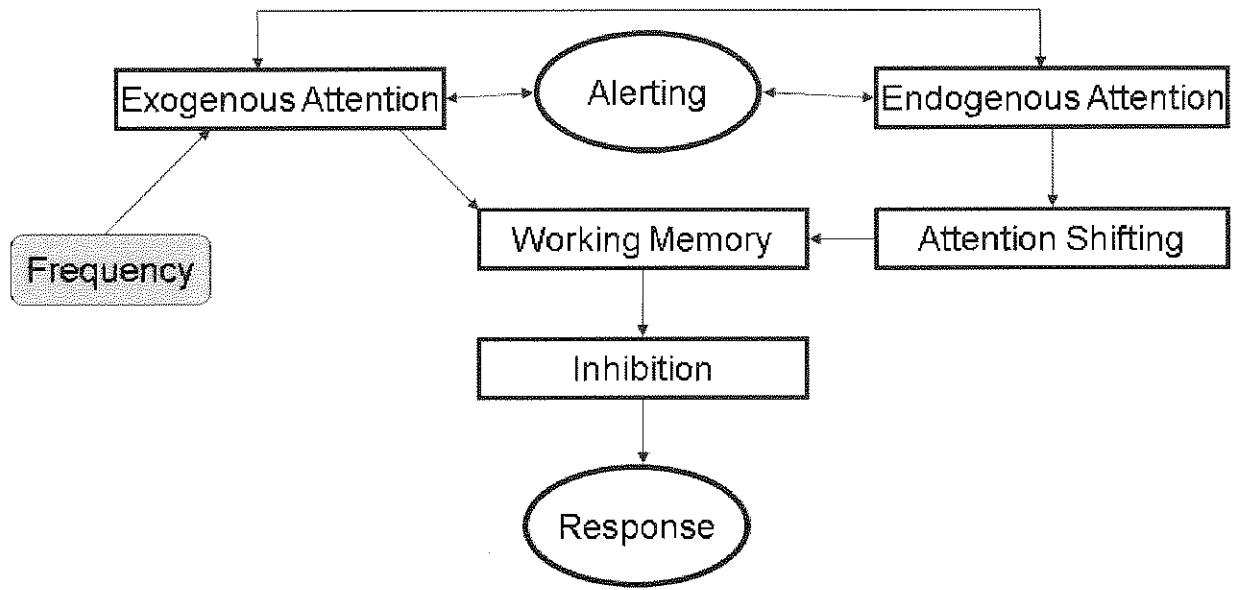 Exogenous Attention
Alerting
Endogenous Attention
Frequency
Working Memory
Attention Shifting
Inhibition
Response